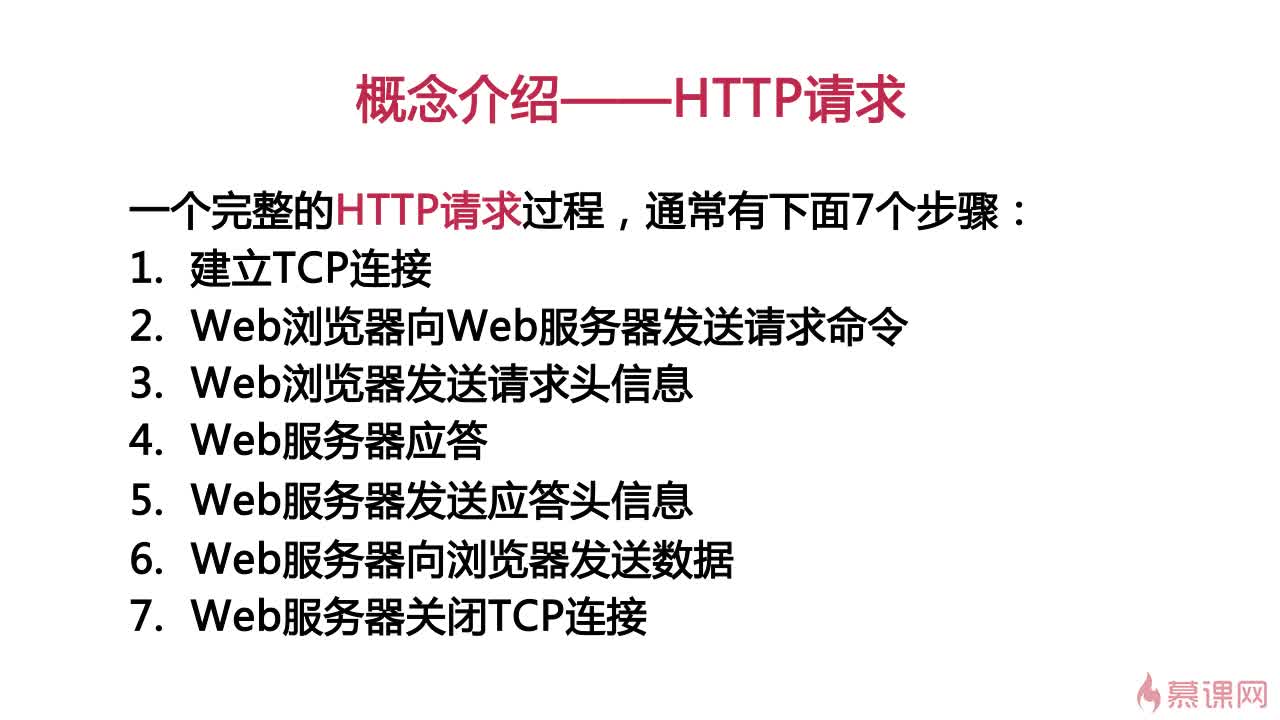 概念介绍——HTTP请求
一个完整的HTTP请求过程，通常有下面7个步骤：
1. 建立TCP连接
2. Web浏览器向Web服务器发送请求命令
3. Web浏览器发送请求头信息
4. Web服务器应答
5. Web服务器发送应答头信息
6. Web服务器向浏览器发送数据
7. Web服务器关闭TCP连接
慕课网